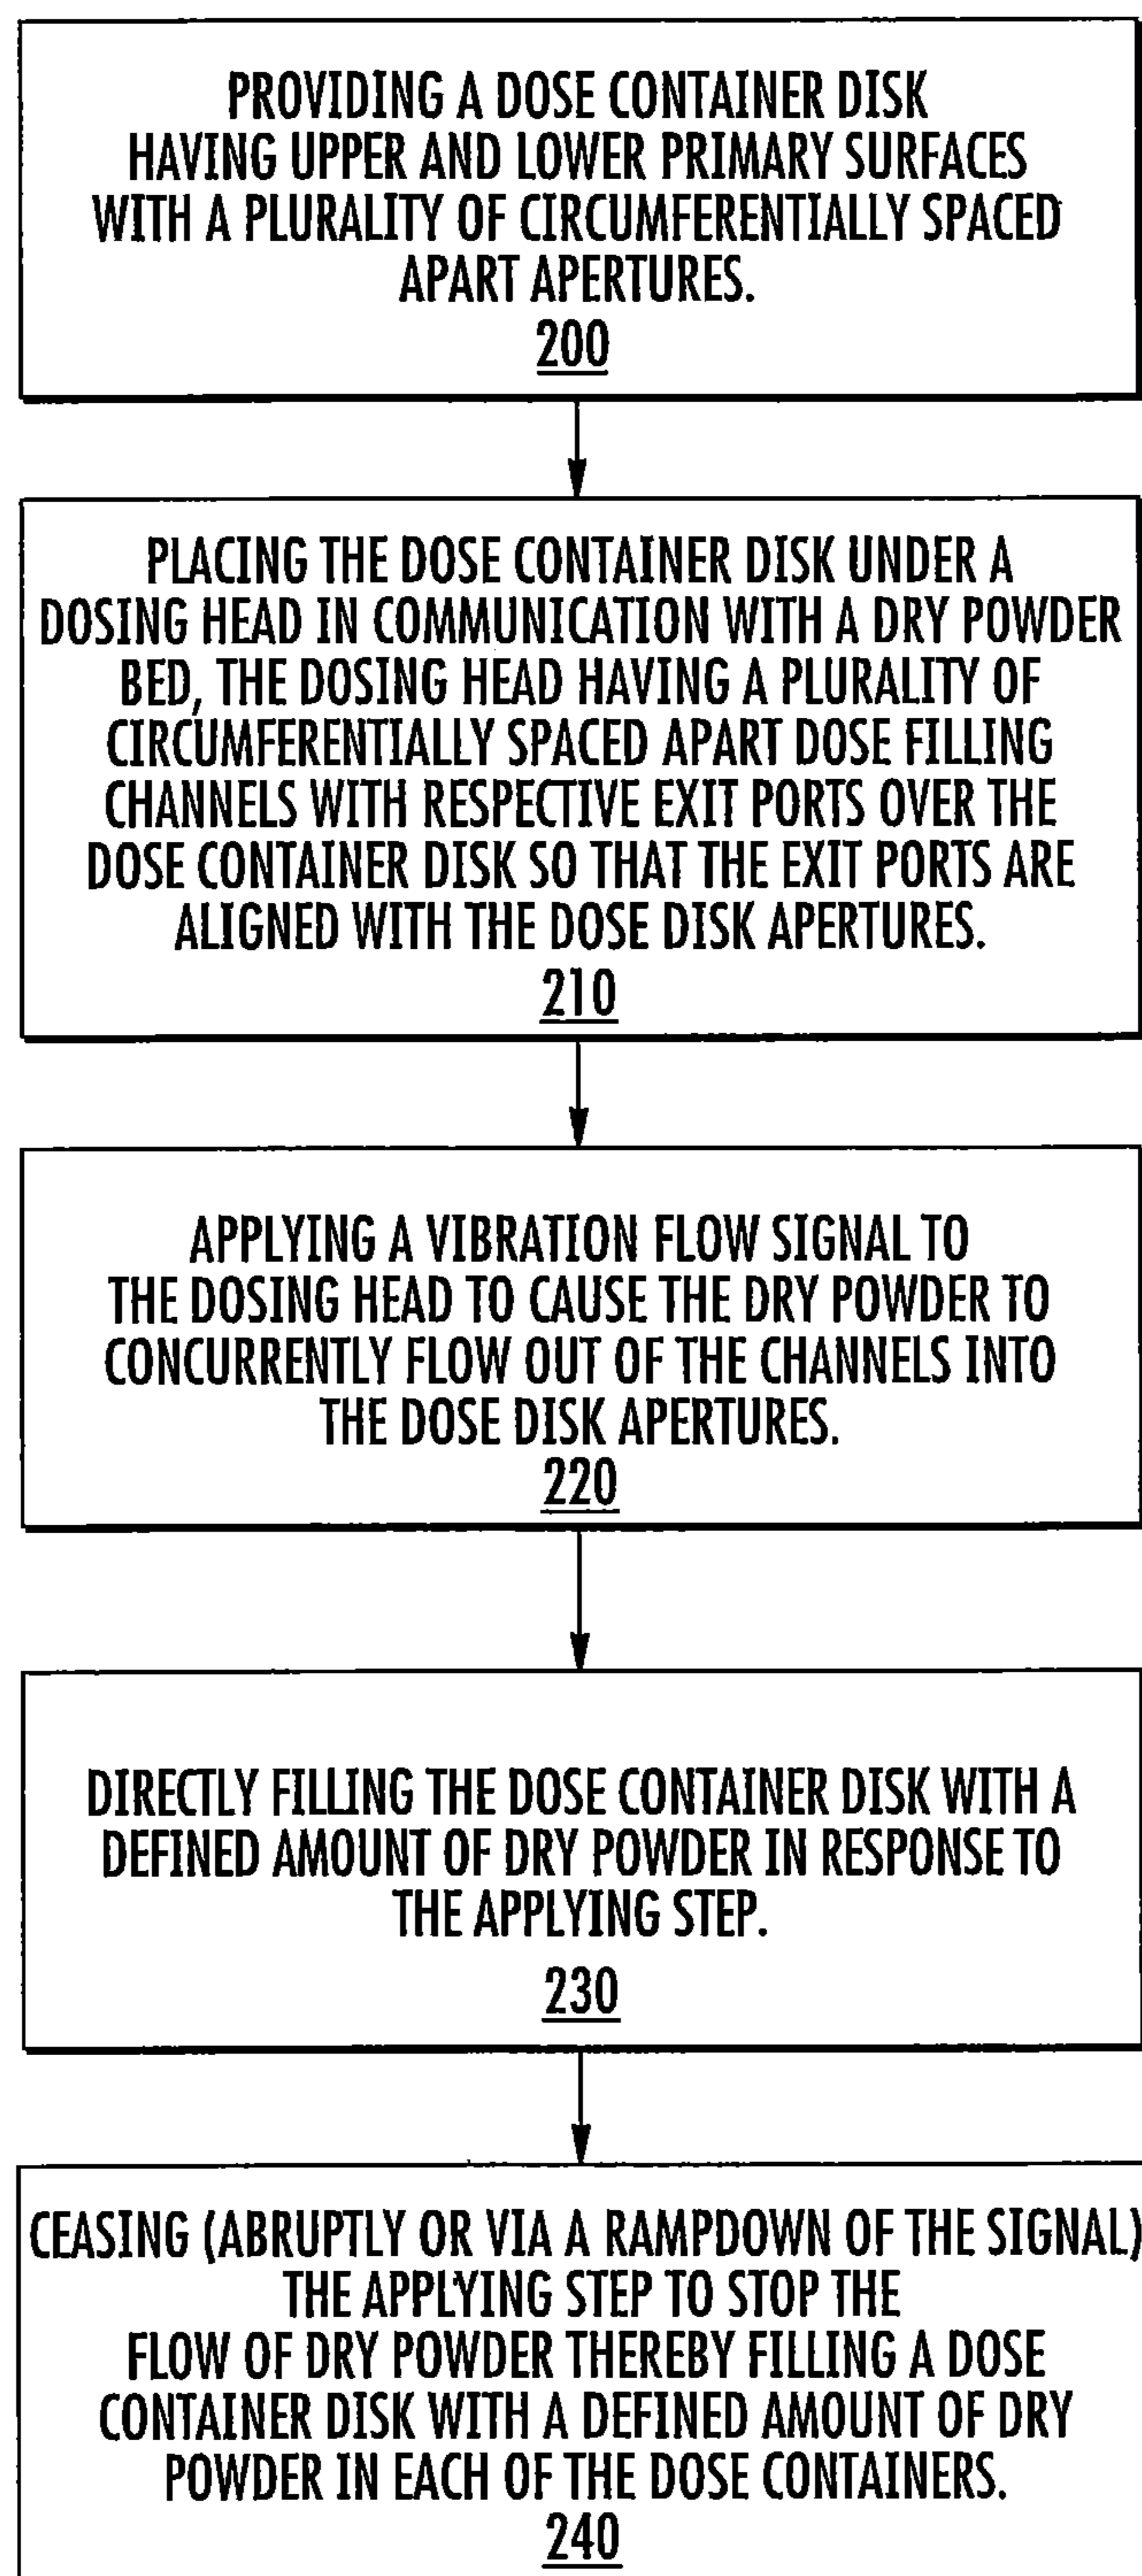 PROVIDING A DOSE CONTAINER DISK
HAVING UPPER AND LOWER PRIMARY SURFACES
WITH A PLURALITY OF CIRCUMFERENTIALLY SPACED
APART APERTURES.
200
PLACING THE DOSE CONTAINER DISK UNDER A
DOSING HEAD IN COMMUNICATION WITH A DRY POWDER
BED, THE DOSING HEAD HAVING A PLURALITY OF
CIRCUMFERENTIALLY SPACED APART DOSE FILLING
CHANNELS WITH RESPECTIVE EXIT PORTS OVER THE
DOSE CONTAINER DISK SO THAT THE EXIT PORTS ARE
ALIGNED WITH THE DOSE DISK APERTURES.
210
APPLYING A VIBRATION FLOW SIGNAL TO
THE DOSING HEAD TO CAUSE THE DRY POWDER TO
CONCURRENTLY FLOW OUT OF THE CHANNELS INTO
THE DOSE DISK APERTURES.
220
DIRECTLY FILLING THE DOSE CONTAINER DISK WITH A
DEFINED AMOUNT OF DRY POWDER IN RESPONSE TO
THE APPLYING STEP.
230
CEASING (ABRUPTLY OR VIA A RAMPDOWN OF THE SIGNAL)
THE APPLYING STEP TO STOP THE
FLOW OF DRY POWDER THEREBY FILLING A DOSE
CONTAINER DISK WITH A DEFINED AMOUNT OF DRY
POWDER IN EACH OF THE DOSE CONTAINERS.
240